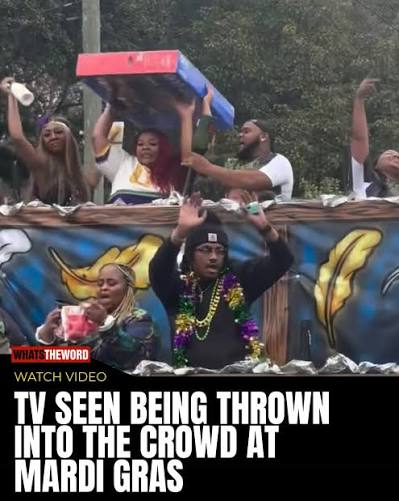 WHATSTHEWORD
WATCH VIDEO
TV SEEN BEING THROWN
INTO THE CROWD AT
MARDI GRAS